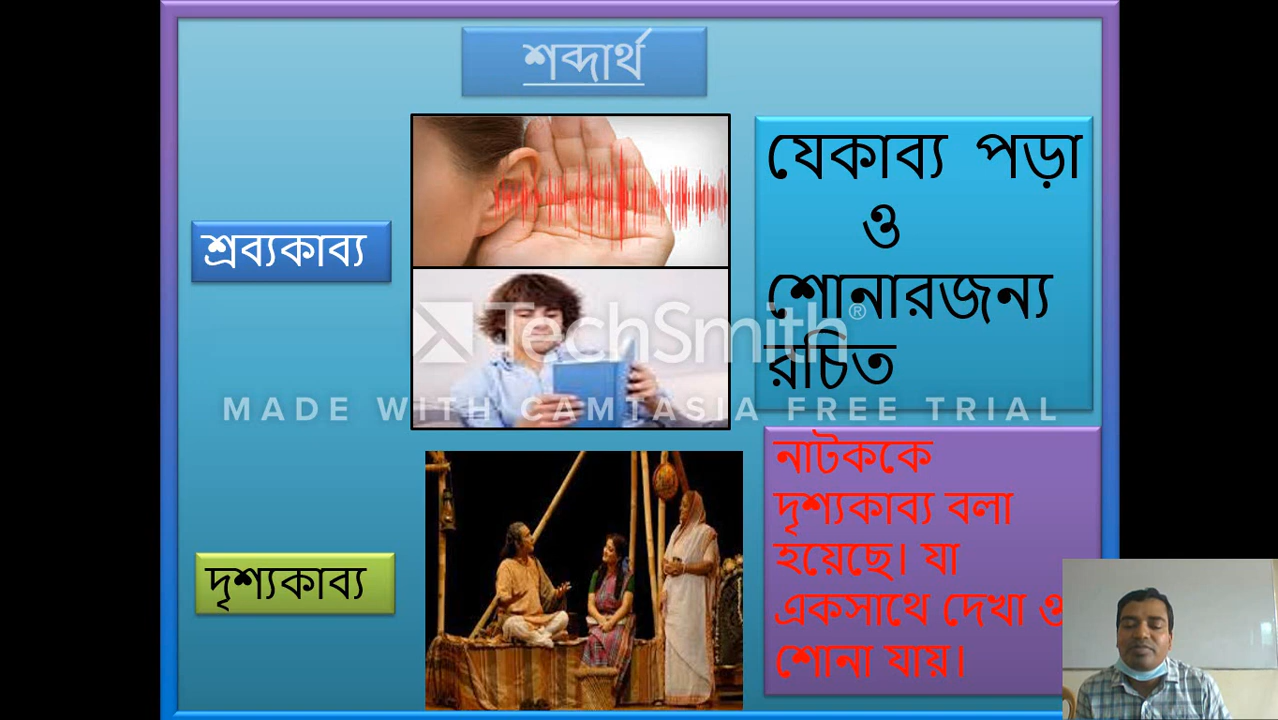 শব্দার্থ
শ্রব্যকাব্য
যেকাব্য পড়া
ও
শোনারজন্য
রচিত
TechSmith®
MADE WITH CAMTASIA FREE TRIAL
দৃশ্যকাব্য
নাটককে
দৃশ্যকাব্য বলা
হয়েছে। যা
একসাথে দেখা ও
শোনা যায়।